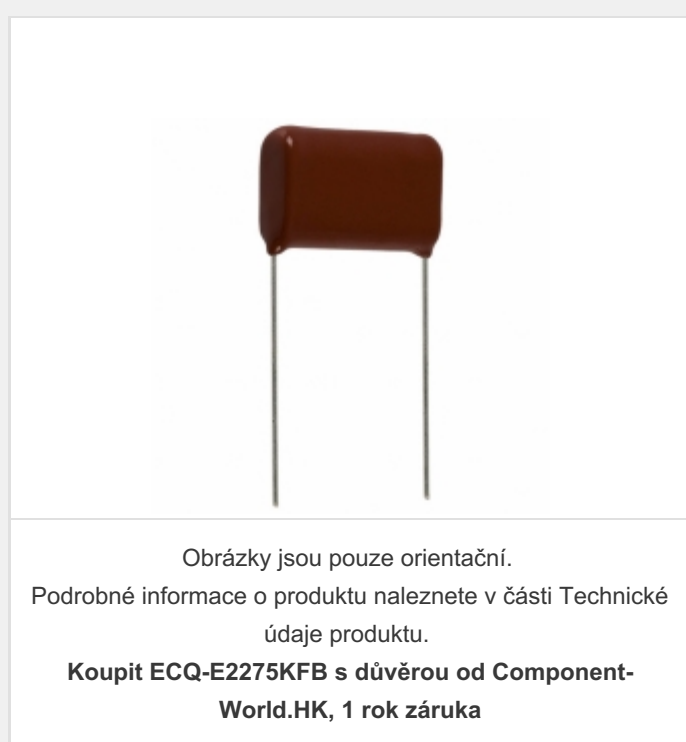 Obrázky jsou pouze orientační.
Podrobné informace o produktu naleznete v části Technické
údaje produktu.
Koupit ECQ-E2275KFB s důvěrou od Component-
World.HK, 1 rok záruka